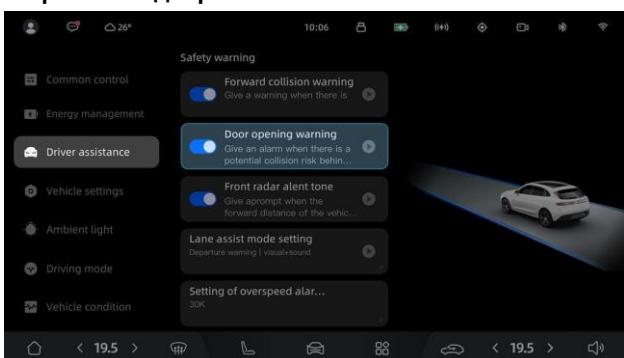 26°
10:06
Safety warning
Common control
Energy management
Driver assistance
Vehicle settings
Ambient light
Driving mode
Vehicle condition
Forward collision warning
Give a warning when there is
Door opening warning
Give an alarm when there is a
potential collision risk behin...
Front radar alent tone
Give aprompt when the
forward distance of the vehic...
Lane assist mode setting
Departure warning | visual+sound
Setting of overspeed alar...
30K
< 19.5 >
< 19.5 >